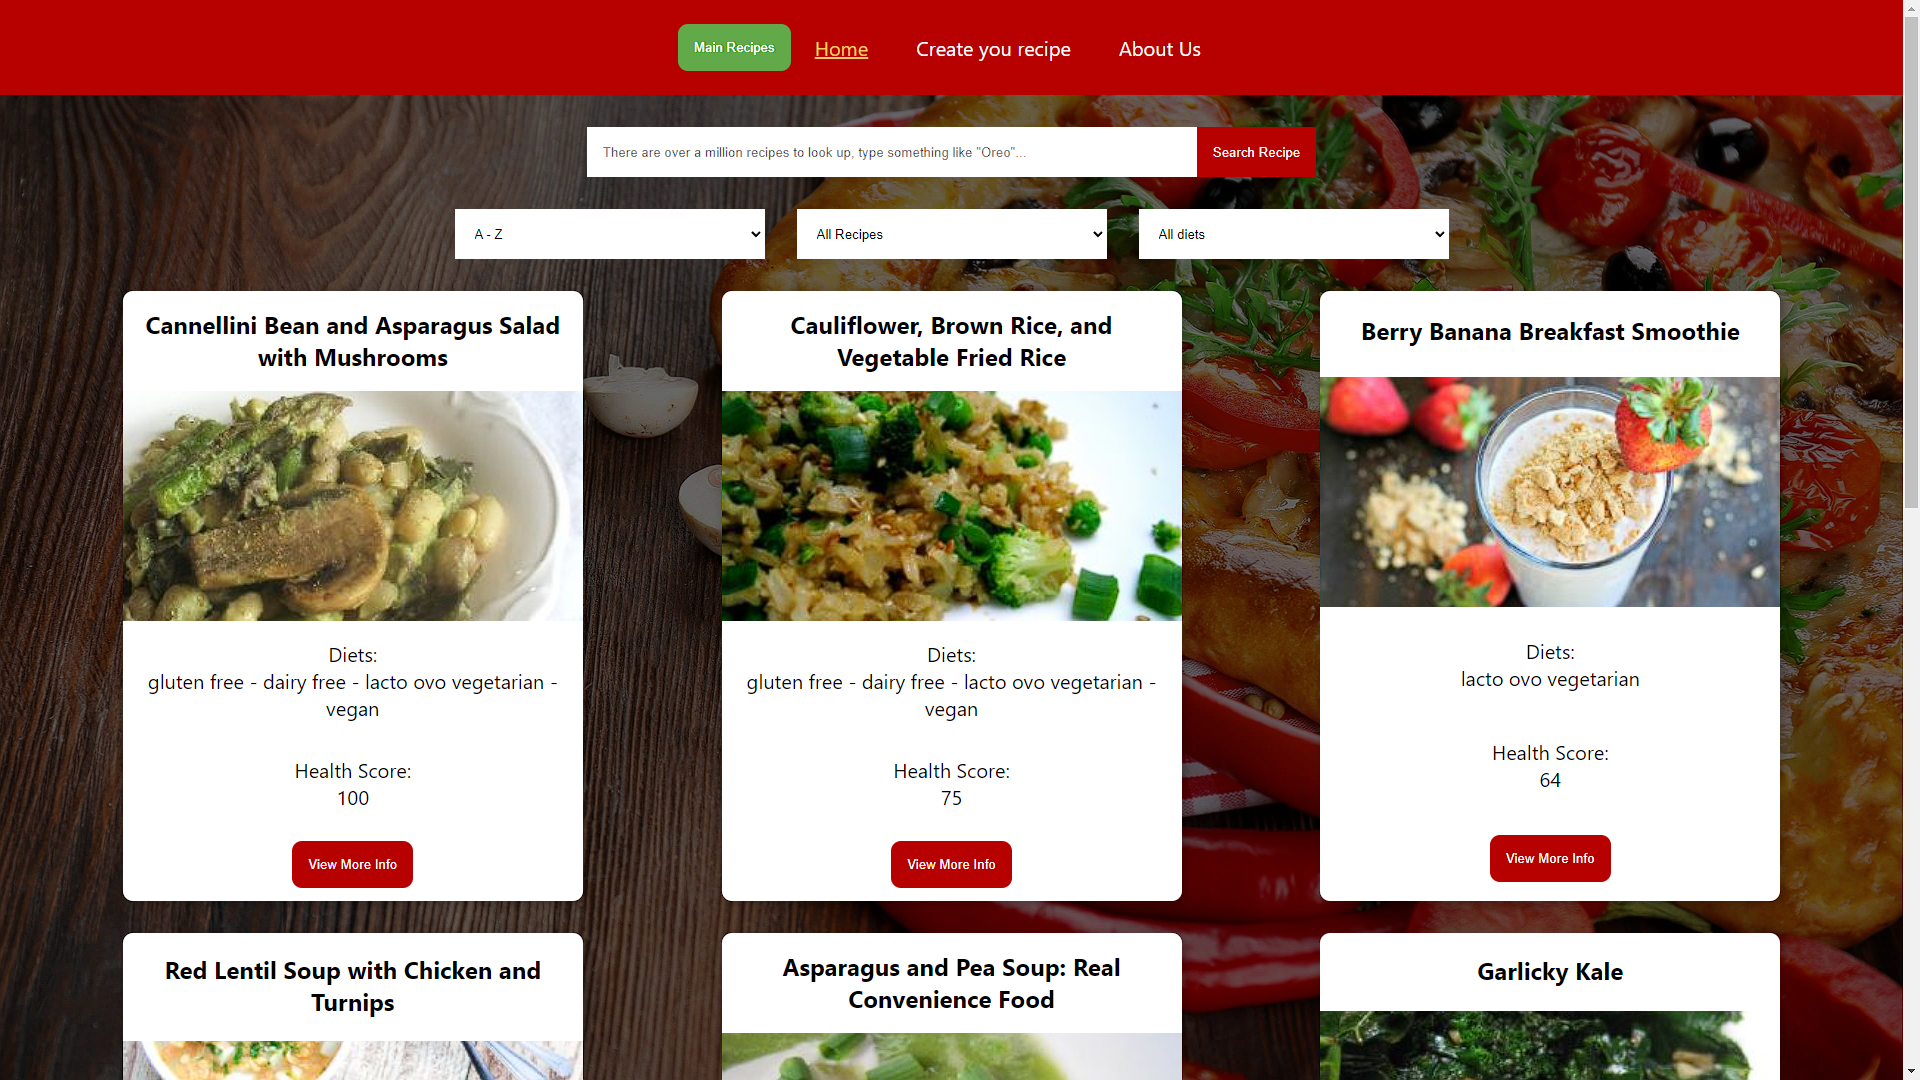 Main Recipes
Home
Create you recipe
About Us
There are over a million recipes to look up, type something like "Oreo"...
Search Recipe
A - Z
All Recipes
All diets
Cannellini Bean and Asparagus Salad
with Mushrooms
Diets:
gluten free - dairy free - lacto ovo vegetarian -
vegan
Health Score:
100
View More Info
Cauliflower, Brown Rice, and
Vegetable Fried Rice
Diets:
gluten free - dairy free - lacto ovo vegetarian -
vegan
Health Score:
75
View More Info
Berry Banana Breakfast Smoothie
Diets:
lacto ovo vegetarian
Health Score:
64
View More Info
Red Lentil Soup with Chicken and
Turnips
Asparagus and Pea Soup: Real
Convenience Food
Garlicky Kale